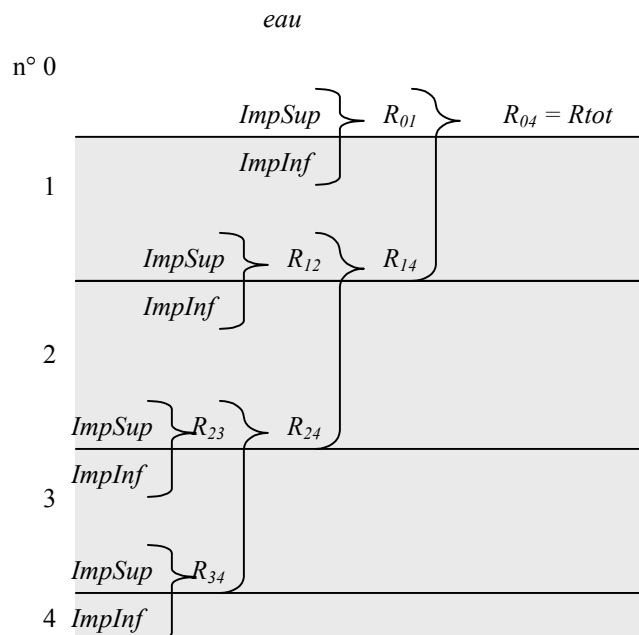 eau
n° 0
ImpSup R01 R04 = Rtot
ImpInf
1
ImpSup R12 R14
ImpInf
2
ImpSup R23 R24
ImpInf
3
ImpSup R34
4 ImpInf